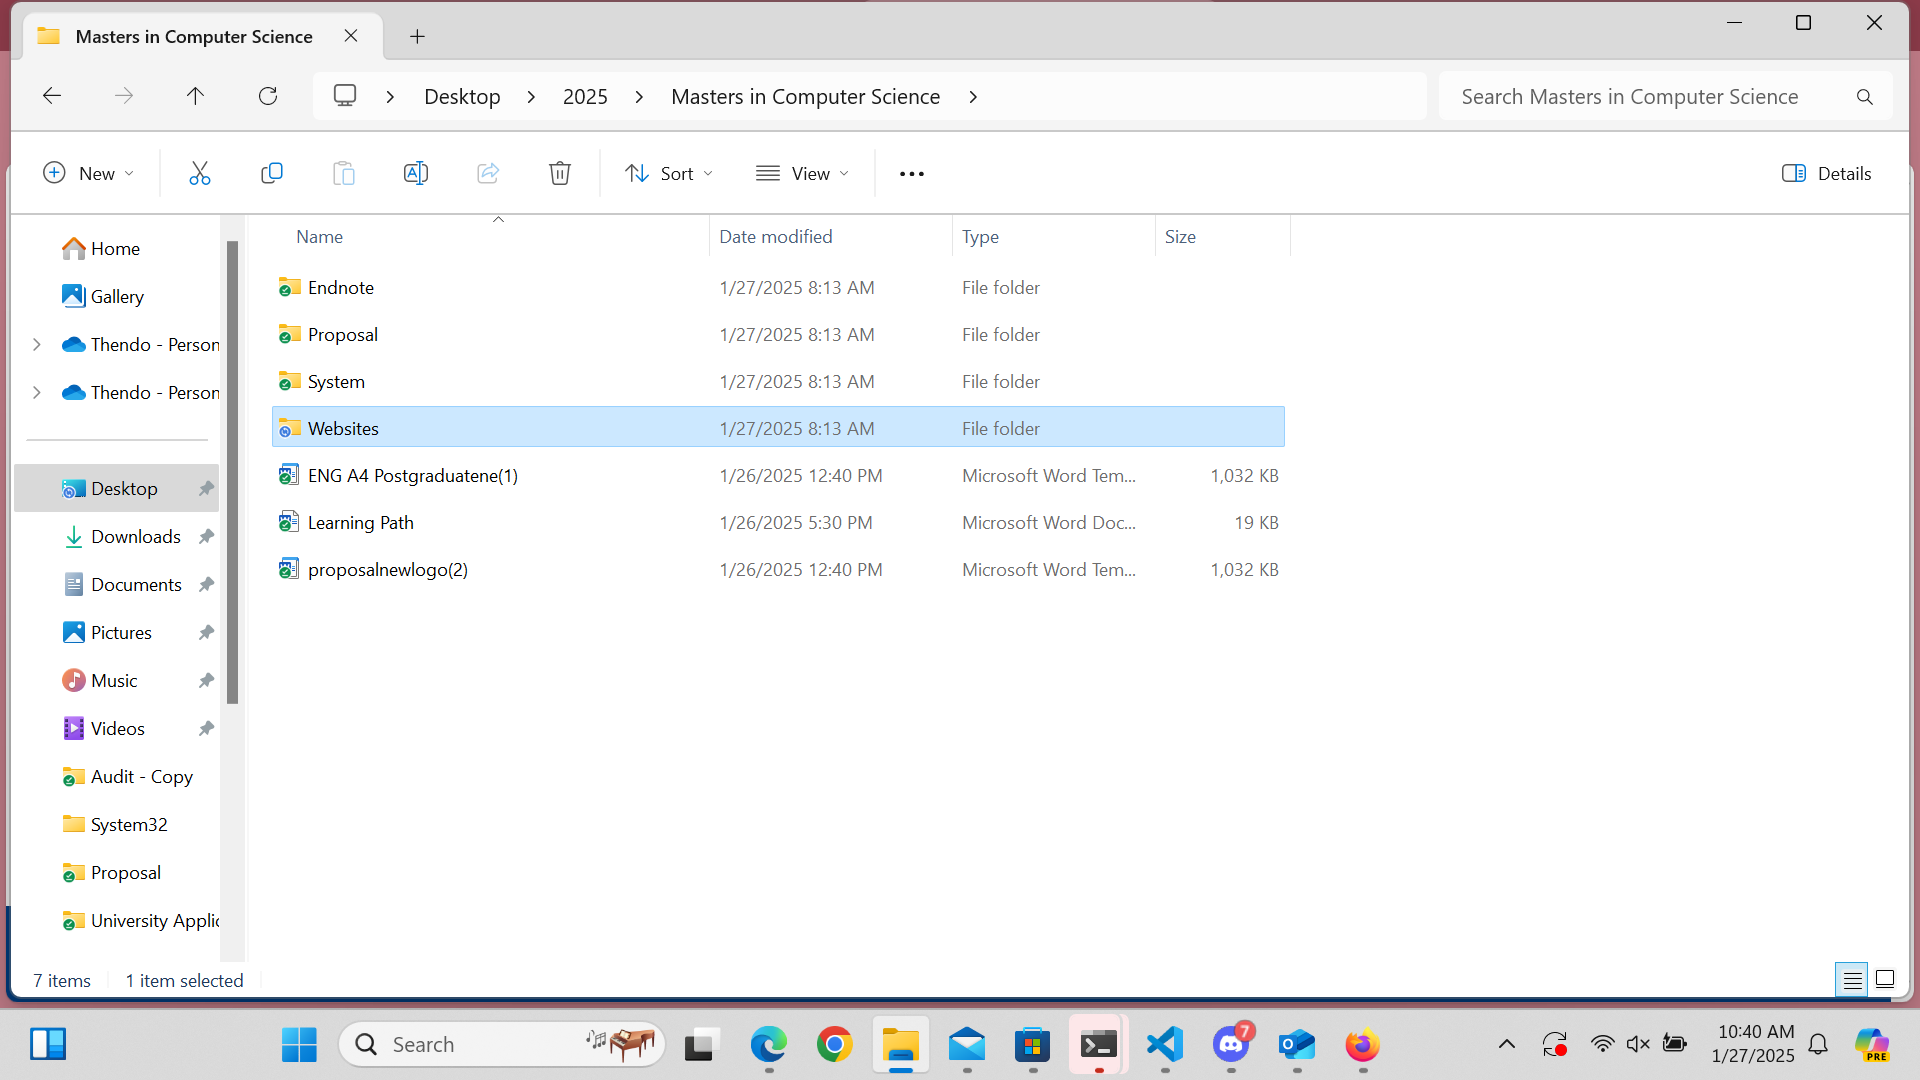 Masters in Computer Science
Desktop 2025 Masters in Computer Science
Search Masters in Computer Science
New Sort View Details
Name Date modified Type Size
Home
Gallery
Thendo - Person
Thendo - Person
Desktop
Downloads
Documents
Pictures
Music
Videos
Audit - Copy
System32
Proposal
University Applic
Endnote 1/27/2025 8:13 AM File folder
Proposal 1/27/2025 8:13 AM File folder
System 1/27/2025 8:13 AM File folder
Websites 1/27/2025 8:13 AM File folder
ENG A4 Postgraduatene(1) 1/26/2025 12:40 PM Microsoft Word Tem... 1,032 KB
Learning Path 1/26/2025 5:30 PM Microsoft Word Doc... 19 KB
proposalnewlogo(2) 1/26/2025 12:40 PM Microsoft Word Tem... 1,032 KB
7 items 1 item selected
Search
7
10:40 AM
1/27/2025
PRE